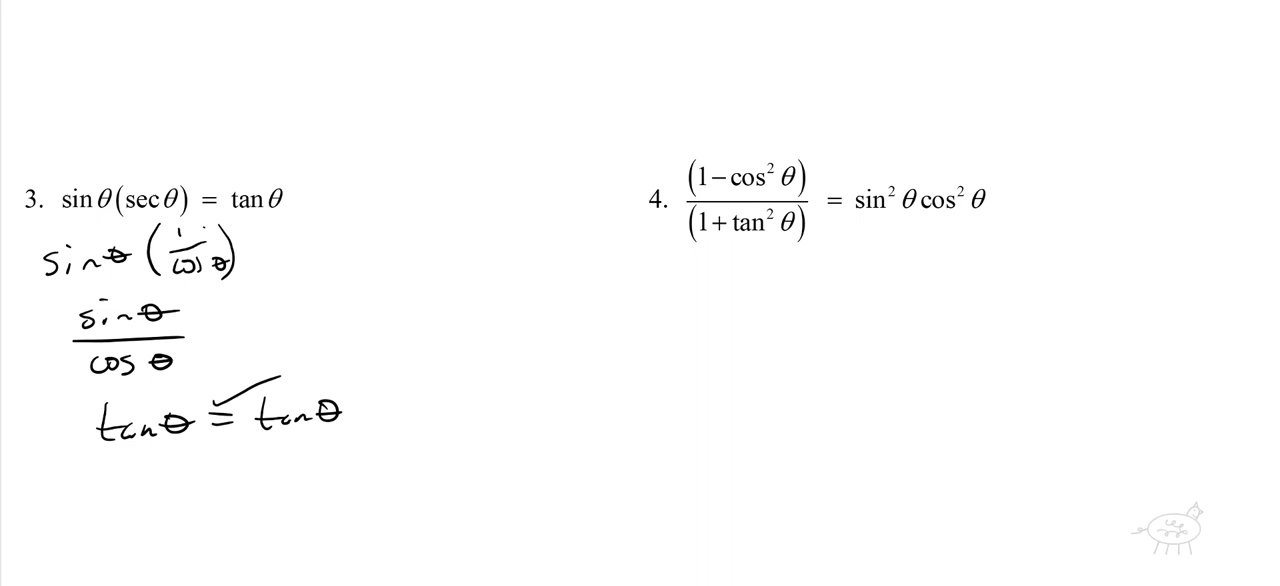 3. sin θ(sec θ) = tan θ
sin θ (1/cos θ)
sin θ
cos θ
tan θ = tan θ
4. (1−cos² θ)/(1+tan² θ) = sin² θ cos² θ